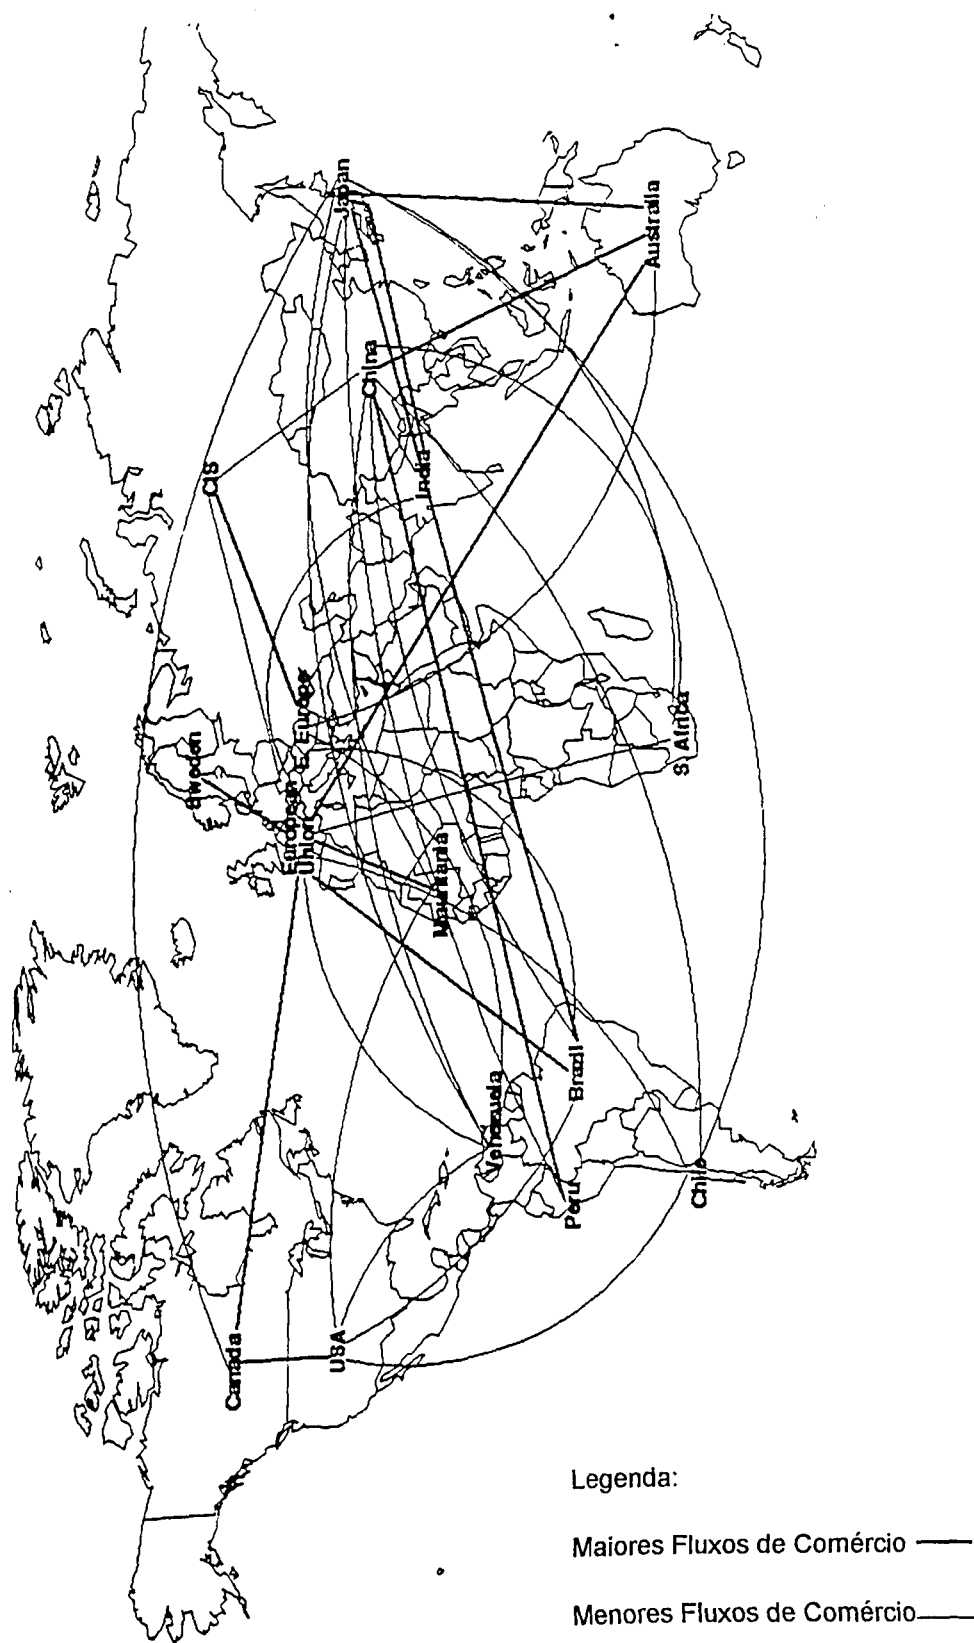 Japan
Australia
China
India
CIS
E. Europe
Sweden
European
Union
S. Africa
Mauritania
Brazil
Venezuela
Peru
Chile
USA
Canada
Legenda:
Maiores Fluxos de Comércio
Menores Fluxos de Comércio